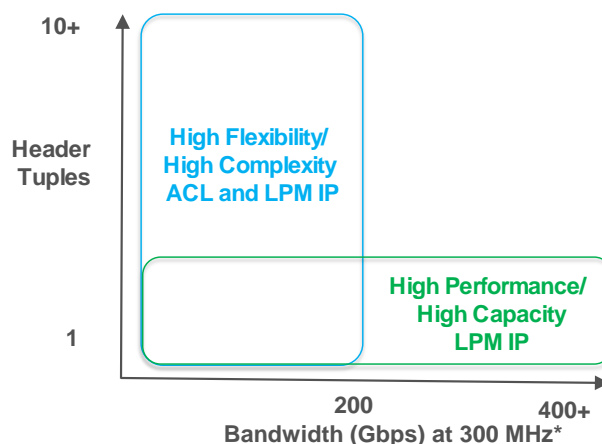 10+
Header
Tuples
1
High Flexibility/
High Complexity
ACL and LPM IP
High Performance/
High Capacity
LPM IP
200
400+
Bandwidth (Gbps) at 300 MHz*